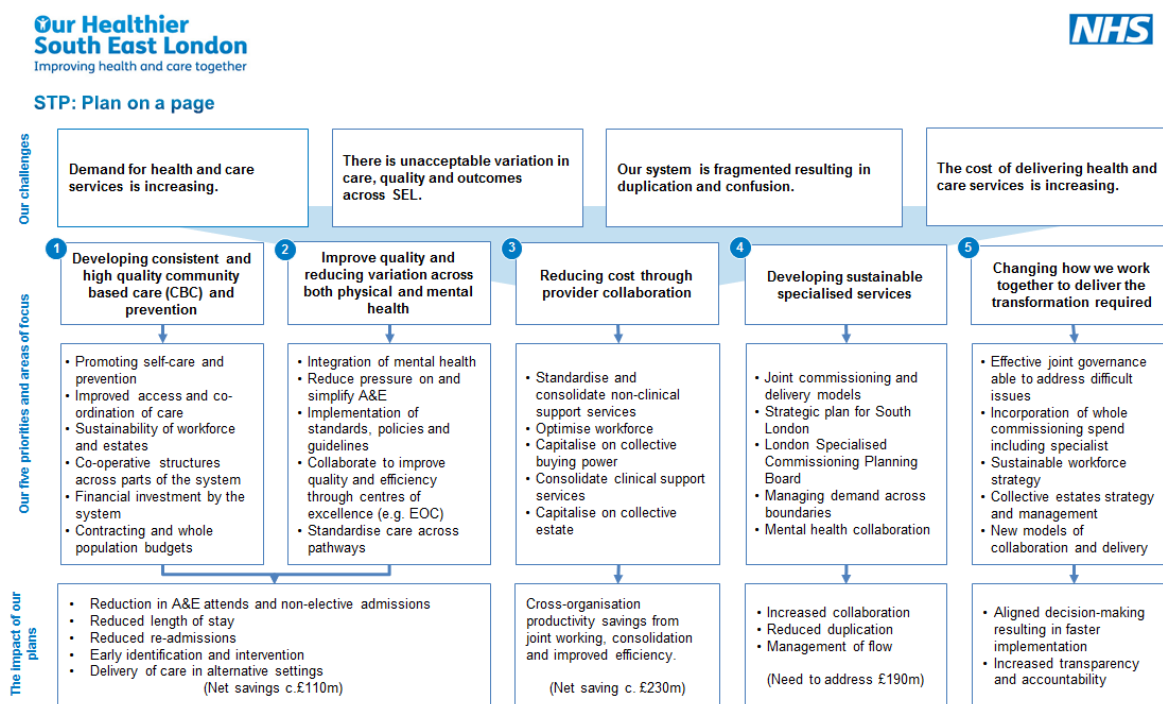 Our Healthier
South East London
Improving health and care together
NHS
STP: Plan on a page
Our challenges
Demand for health and care
services is increasing.
There is unacceptable variation in
care, quality and outcomes
across SEL.
Our system is fragmented resulting in
duplication and confusion.
The cost of delivering health and
care services is increasing.
Our five priorities and areas of focus
1
Developing consistent and
high quality community
based care (CBC) and
prevention
2
Improve quality and
reducing variation across
both physical and mental
health
3
Reducing cost through
provider collaboration
4
Developing sustainable
specialised services
5
Changing how we work
together to deliver the
transformation required
• Promoting self-care and
prevention
• Improved access and co-
ordination of care
• Sustainability of workforce
and estates
• Co-operative structures
across parts of the system
• Financial investment by the
system
• Contracting and whole
population budgets
• Integration of mental health
• Reduce pressure on and
simplify A&E
• Implementation of
standards, policies and
guidelines
• Collaborate to improve
quality and efficiency
through centres of
excellence (e.g. EOC)
• Standardise care across
pathways
• Standardise and
consolidate non-clinical
support services
• Optimise workforce
• Capitalise on collective
buying power
• Consolidate clinical support
services
• Capitalise on collective
estate
• Joint commissioning and
delivery models
• Strategic plan for South
London
• London Specialised
Commissioning Planning
Board
• Managing demand across
boundaries
• Mental health collaboration
• Effective joint governance
able to address difficult
issues
• Incorporation of whole
commissioning spend
including specialist
• Sustainable workforce
strategy
• Collective estates strategy
and management
• New models of
collaboration and delivery
The impact of our
plans
• Reduction in A&E attends and non-elective admissions
• Reduced length of stay
• Reduced re-admissions
• Early identification and intervention
• Delivery of care in alternative settings
(Net savings c.£110m)
Cross-organisation
productivity savings from
joint working, consolidation
and improved efficiency.
(Net saving c. £230m)
• Increased collaboration
• Reduced duplication
• Management of flow
(Need to address £190m)
• Aligned decision-making
resulting in faster
implementation
• Increased transparency
and accountability